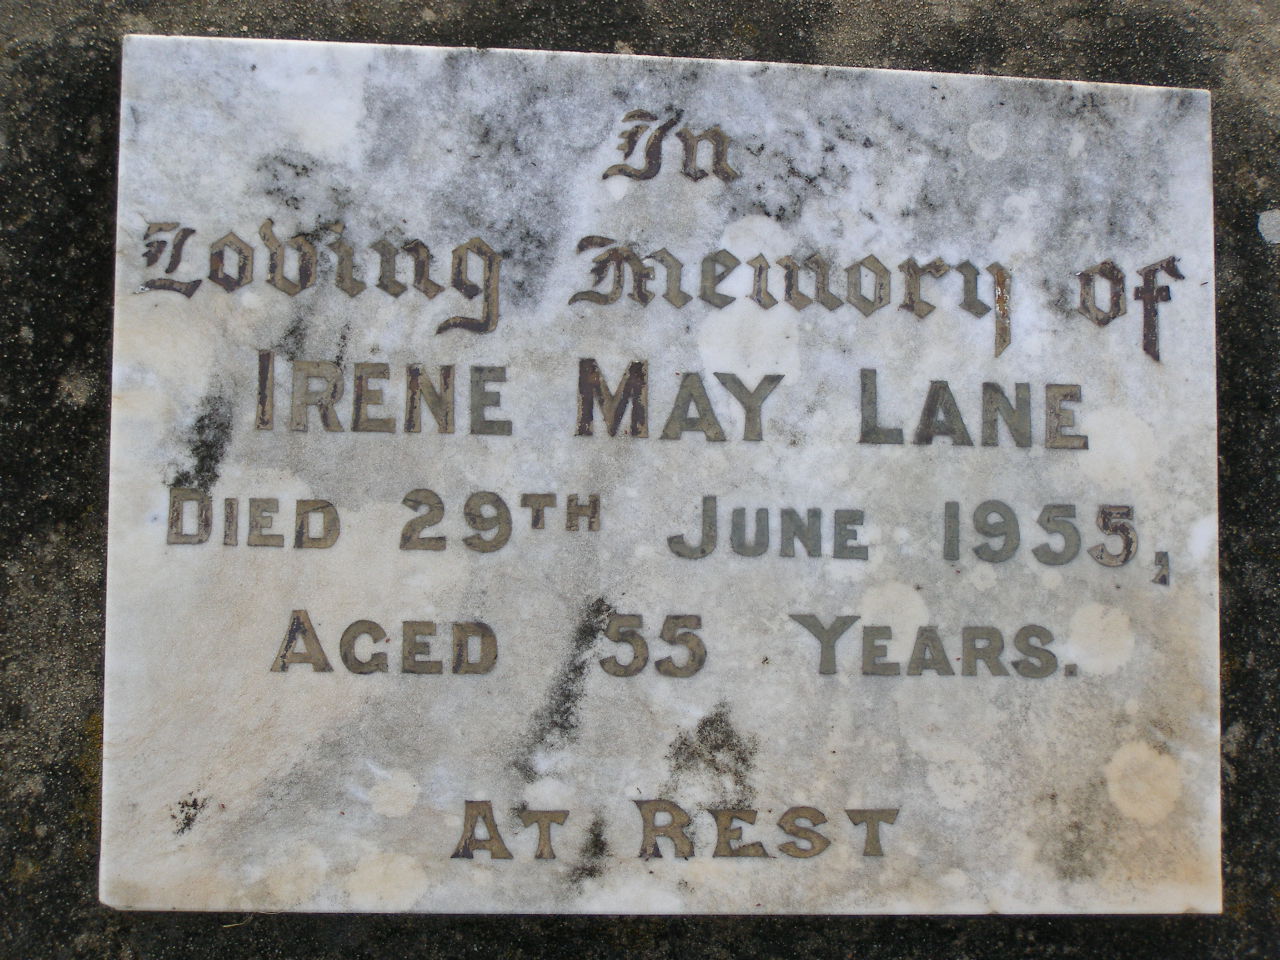 In
Loving Memory of
IRENE MAY LANE
DIED 29TH JUNE 1955,
AGED 55 YEARS.
AT REST